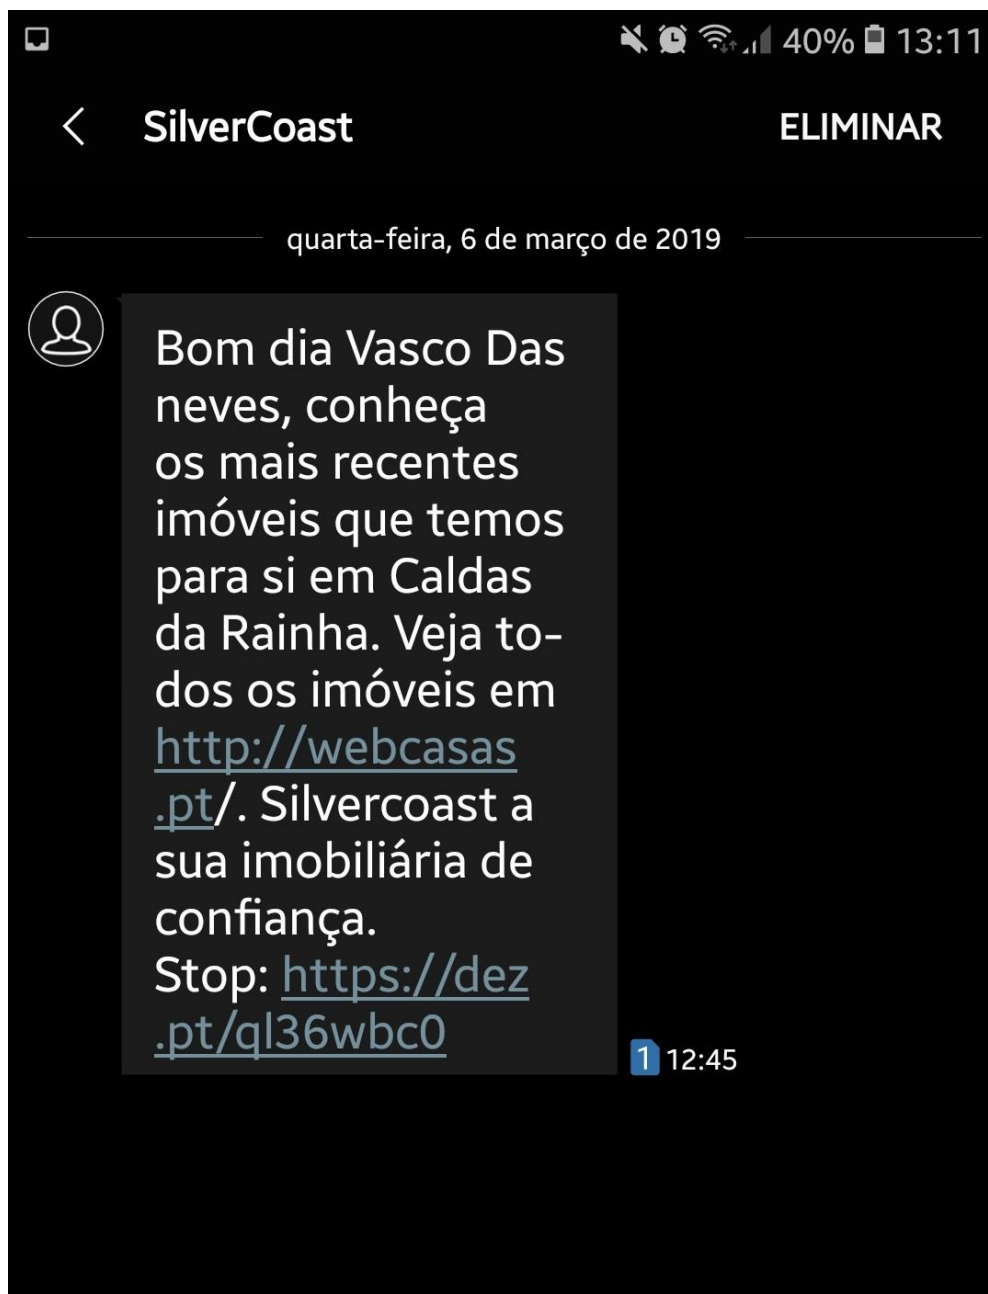 40% 13:11
SilverCoast ELIMINAR
quarta-feira, 6 de março de 2019
Bom dia Vasco Das
neves, conheça
os mais recentes
imóveis que temos
para si em Caldas
da Rainha. Veja to-
dos os imóveis em
http://webcasas
.pt/. Silvercoast a
sua imobiliária de
confiança.
Stop: https://dez
.pt/ql36wbc0
1 12:45